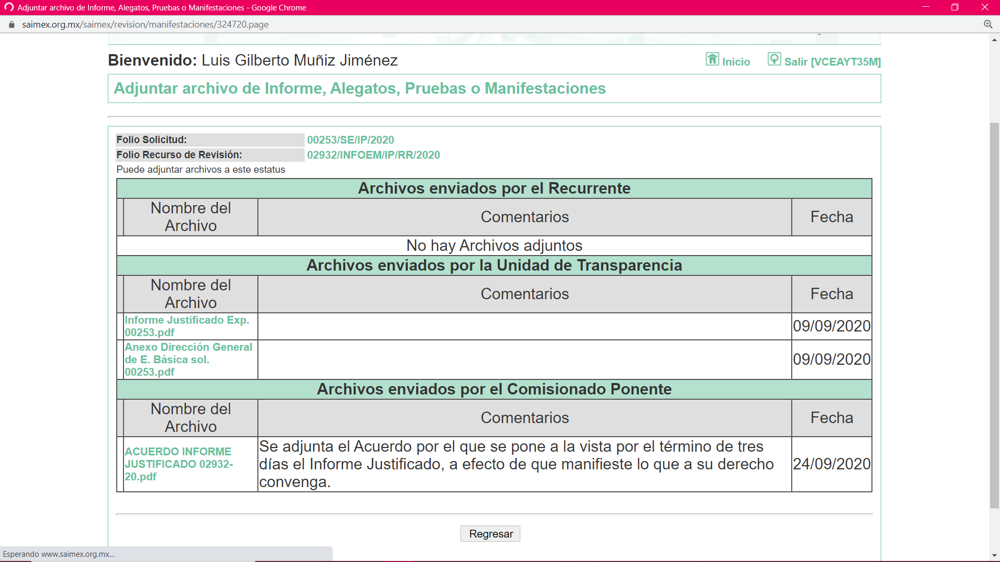 Adjuntar archivo de Informe, Alegatos, Pruebas o Manifestaciones - Google Chrome
saimex.org.mx/saimex/revision/manifestaciones/324720.page
Bienvenido: Luis Gilberto Muñiz Jiménez
Inicio
Salir [VCEAYT35M]
Adjuntar archivo de Informe, Alegatos, Pruebas o Manifestaciones
Folio Solicitud: 00253/SE/IP/2020
Folio Recurso de Revisión: 02932/INFOEM/IP/RR/2020
Puede adjuntar archivos a este estatus
Archivos enviados por el Recurrente
Nombre del
Archivo
Comentarios
Fecha
No hay Archivos adjuntos
Archivos enviados por la Unidad de Transparencia
Nombre del
Archivo
Comentarios
Fecha
Informe Justificado Exp.
00253.pdf
09/09/2020
Anexo Dirección General
de E. Básica sol.
00253.pdf
09/09/2020
Archivos enviados por el Comisionado Ponente
Nombre del
Archivo
Comentarios
Fecha
ACUERDO INFORME
JUSTIFICADO 02932-
20.pdf
Se adjunta el Acuerdo por el que se pone a la vista por el término de tres
días el Informe Justificado, a efecto de que manifieste lo que a su derecho
convenga.
24/09/2020
Regresar
Esperando www.saimex.org.mx...